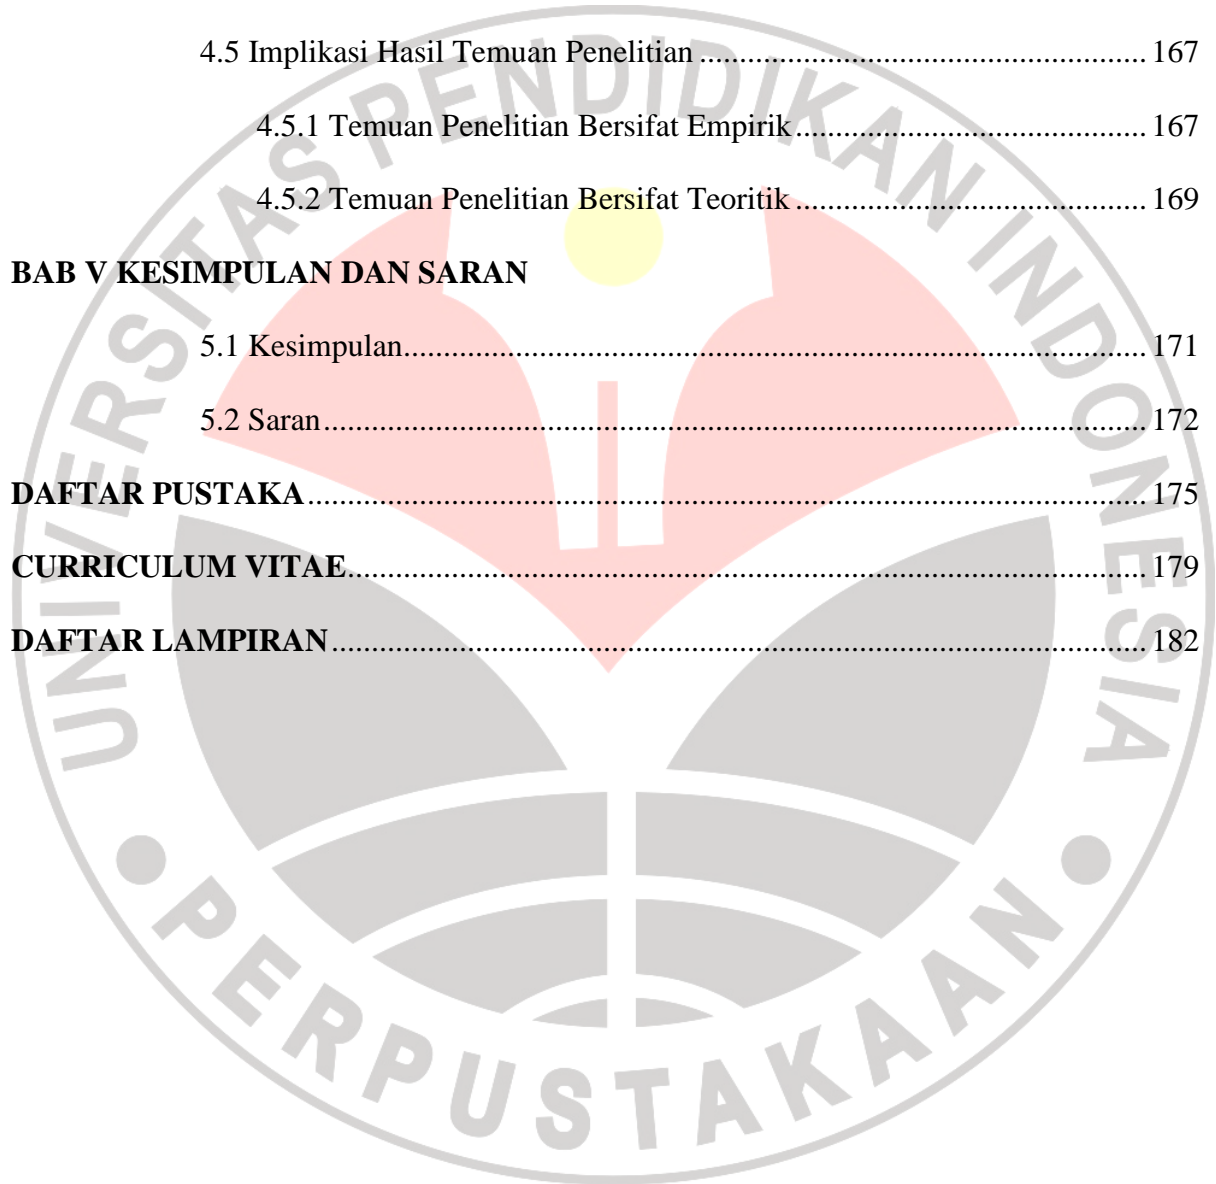 4.5 Implikasi Hasil Temuan Penelitian ........................................................ 167
4.5.1 Temuan Penelitian Bersifat Empirik ............................................ 167
4.5.2 Temuan Penelitian Bersifat Teoritik ............................................ 169
BAB V KESIMPULAN DAN SARAN
5.1 Kesimpulan ............................................................................................. 171
5.2 Saran ....................................................................................................... 172
DAFTAR PUSTAKA ......................................................................................................... 175
CURRICULUM VITAE .................................................................................................... 179
DAFTAR LAMPIRAN ...................................................................................................... 182
UNIVERSITAS PENDIDIKAN INDONESIA
PERPUSTAKAAN